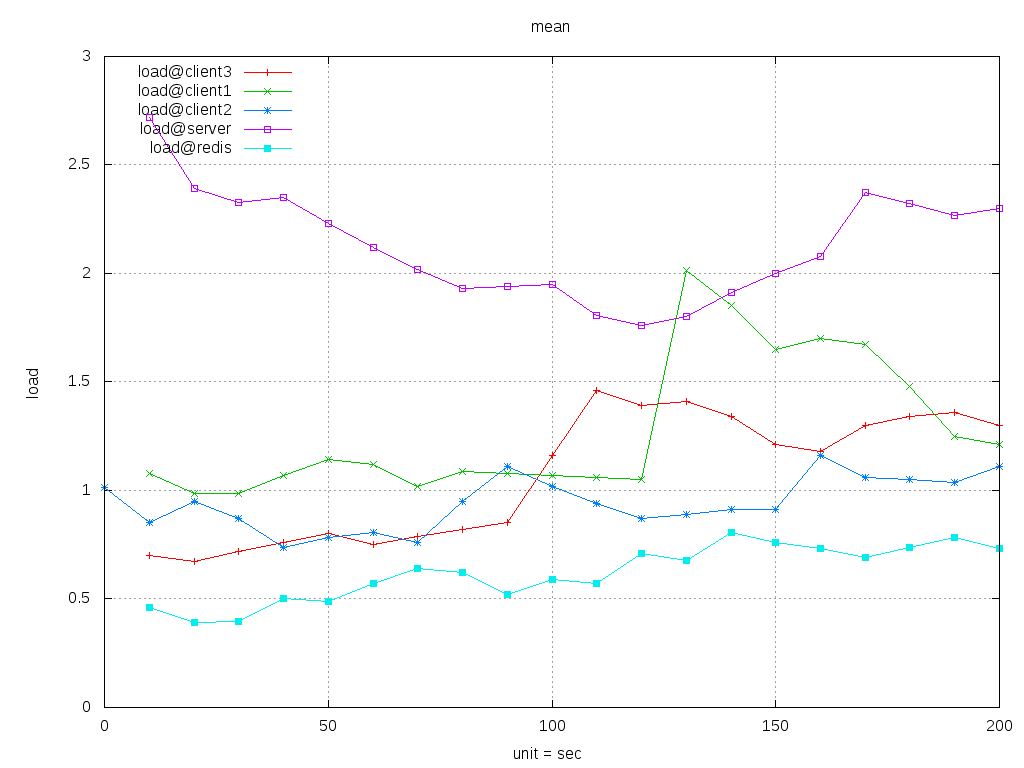 mean
3
2.5
2
1.5
1
0.5
0
load
load@client3
load@client1
load@client2
load@server
load@redis
0 50 100 150 200
unit = sec